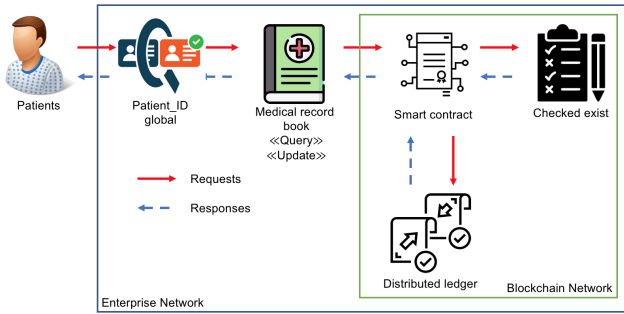 Patients
Patient_ID
global
Medical record
book
≪Query≫
≪Update≫
Smart contract
Checked exist
Requests
Responses
Distributed ledger
Enterprise Network
Blockchain Network